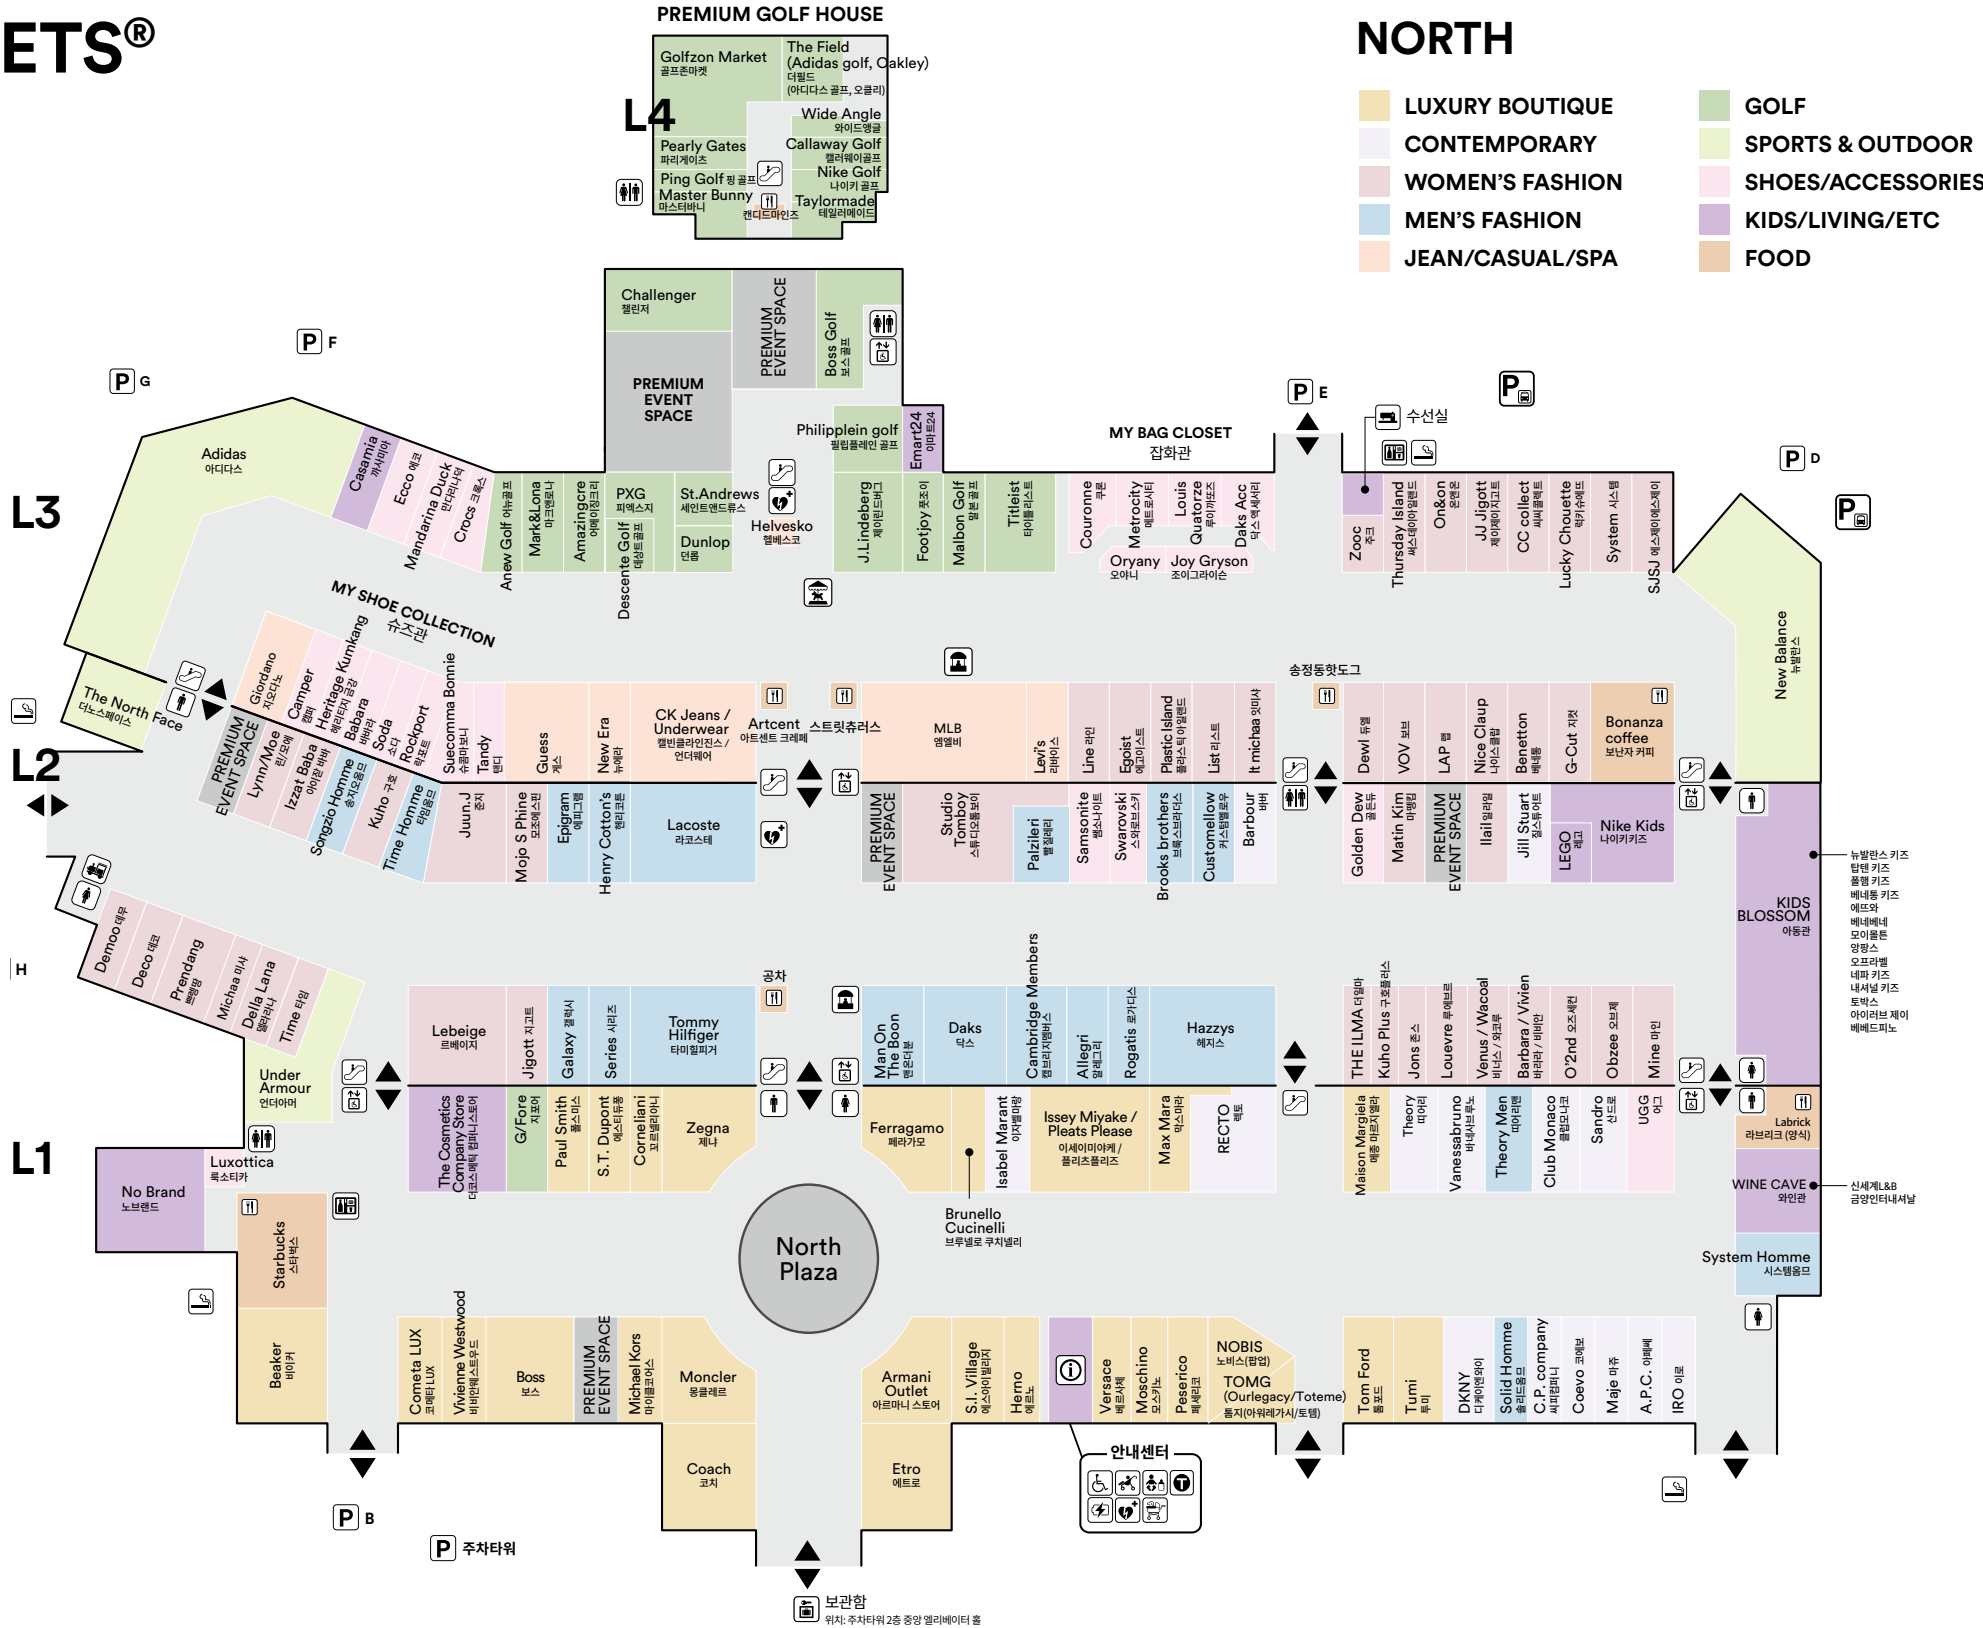 ETS®
PREMIUM GOLF HOUSE
NORTH
LUXURY BOUTIQUE
CONTEMPORARY
WOMEN'S FASHION
MEN'S FASHION
JEAN/CASUAL/SPA
GOLF
SPORTS & OUTDOOR
SHOES/ACCESSORIES
KIDS/LIVING/ETC
FOOD
L4
Golfzon Market
골프존마켓
The Field
(Adidas golf, Oakley)
더필드
(아디다스 골프, 오클리)
Wide Angle
와이드앵글
Pearly Gates
파리게이츠
Callaway Golf
캘러웨이골프
Ping Golf 핑 골프
Nike Golf
나이키 골프
Master Bunny
마스터바니
Taylormade
테일러메이드
캔디드마인즈
Challenger
챌린저
PREMIUM
EVENT SPACE
Boss Golf
보스 골프
PREMIUM
EVENT
SPACE
P F
P G
P E
P
P D
P
수선실
Philipplein golf
필립플레인 골프
Emart24
이마트24
MY BAG CLOSET
잡화관
L3
Adidas
아디다스
Casamia
까사미아
Ecco 에코
Mandarina Duck
만다리나덕
Crocs 크록스
Anew Golf 어뉴골프
Mark&Lona
마크앤로나
Amazingcre
어메이징크리
PXG
피엑스지
Descente Golf
데상트골프
St.Andrews
세인트앤드류스
Dunlop
던롭
Helvesko
헬베스코
J.Lindeberg
제이린드버그
Footjoy 풋조이
Malbon Golf
말본 골프
Titleist
타이틀리스트
Couronne
쿠론
Metrocity
메트로시티
Louis
Quatorze
루이까또즈
Daks Acc
닥스 액세서리
Oryany
오야니
Joy Gryson
조이그라이슨
Zooc
주크
Thursday Island
써스데이아일랜드
On&on
온앤온
JJ Jigott
제이제이지고트
CC collect
씨씨콜렉트
Lucky Chouette
럭키슈에뜨
System 시스템
SJSJ 에스제이에스제이
New Balance
뉴발란스
MY SHOE COLLECTION
슈즈관
The North Face
더노스페이스
Giordano
지오다노
Camper
캠퍼
Heritage Kumkang
헤리티지 금강
Babara
바바라
Soda
소다
Rockport
락포트
Suecomma Bonnie
슈콤마보니
Tandy
탠디
Guess
게스
New Era
뉴에라
CK Jeans /
Underwear
캘빈클라인진스 /
언더웨어
Artcent
아트센트 크레페
스트릿츄러스
MLB
엠엘비
Levi's
리바이스
Line 라인
Egoist
에고이스트
Plastic Island
플라스틱 아일랜드
List 리스트
It michaa 잇미샤
송정동핫도그
Dewl 듀엘
VOV 보브
LAP 랩
Nice Claup
나이스클랍
Benetton
베네통
G-Cut 지컷
Bonanza
coffee
보난자 커피
L2
PREMIUM
EVENT SPACE
Lynn/Moe
린/모에
Izzat Baba
아이잗 바바
Songzio Homme
송지오옴므
Kuho 구호
Time Homme
타임옴므
Juun.J
준지
Mojo S Phine
모조에스핀
Epigram
에피그램
Henry Cotton's
헨리코튼
Lacoste
라코스테
PREMIUM
EVENT SPACE
Studio
Tomboy
스튜디오톰보이
Palzileri
빨질레리
Samsonite
쌤소나이트
Swarovski
스와로브스키
Brooks brothers
브룩스브라더스
Customellow
커스텀멜로우
Barbour
바버
Golden Dew
골든듀
Matin Kim
마뗑킴
PREMIUM
EVENT SPACE
Ilail 일라일
Jill Stuart
질스튜어트
LEGO
레고
Nike Kids
나이키키즈
KIDS
BLOSSOM
아동관
뉴발란스 키즈
탑텐 키즈
폴햄 키즈
베네통 키즈
에뜨와
베네베네
모이몰튼
앙팡스
오프라벨
네파 키즈
내셔널 키즈
토박스
아이러브 제이
베베드피노
H
Demoo 데무
Deco 데코
Prendang
쁘렝땅
Michaa 미샤
Della Lana
델라라나
Time 타임
Under
Armour
언더아머
Lebeige
르베이지
Jigott 지고트
Galaxy 갤럭시
Series 시리즈
Tommy
Hilfiger
타미힐피거
공차
Man On
The Boon
맨온더분
Daks
닥스
Cambridge Members
캠브리지멤버스
Allegri
알레그리
Rogatis 로가디스
Hazzys
헤지스
THE ILMA 더일마
Kuho Plus 구호플러스
Jons 존스
Louevre 루에브르
Venus / Wacoal
비너스 / 와코루
Barbara / Vivien
바라라 / 비비안
O'2nd 오즈세컨
Obzee 오브제
Mine 마인
L1
No Brand
노브랜드
Luxottica
룩소티카
The Cosmetics
Company Store
더코스메틱 컴퍼니스토어
G/Fore
지포어
Paul Smith
폴스미스
S.T. Dupont
에스티듀퐁
Corneliani
꼬르넬리아니
Zegna
제냐
Ferragamo
페라가모
Isabel Marant
이자벨마랑
Issey Miyake /
Pleats Please
이세이미야케 /
플리츠플리즈
Max Mara
막스마라
RECTO
렉토
Maison Margiela
메종 마르지엘라
Theory
띠어리
Vanessabruno
바네사브루노
Theory Men
띠어리맨
Club Monaco
클럽모나코
Sandro
산드로
UGG
어그
Labrick
라브리크 (양식)
WINE CAVE
와인관
신세계L&B
금양인터내셔날
System Homme
시스템옴므
Starbucks
스타벅스
Beaker
비이커
Brunello
Cucinelli
브루넬로 쿠치넬리
North
Plaza
Cometa LUX
코메타 LUX
Vivienne Westwood
비비안웨스트우드
Boss
보스
PREMIUM
EVENT SPACE
Michael Kors
마이클코어스
Moncler
몽클레르
Coach
코치
Armani
Outlet
아르마니 스토어
S.I. Village
에스아이빌리지
Herno
에르노
Versace
베르사체
Moschino
모스키노
Peserico
페세리코
NOBIS
노비스(팝업)
TOMG
(Ourlegacy/Toteme)
톰지(아워레가시/토템)
Etro
에트로
Tom Ford
톰포드
Tumi
투미
DKNY
디케이엔와이
Solid Homme
솔리드옴므
C.P. company
씨피컴퍼니
Coevo 코에보
Maje 마쥬
A.P.C. 아페쎄
IRO 이로
안내센터
P B
P 주차타워
보관함
위치: 주차타워 2층 중앙 엘리베이터 홀